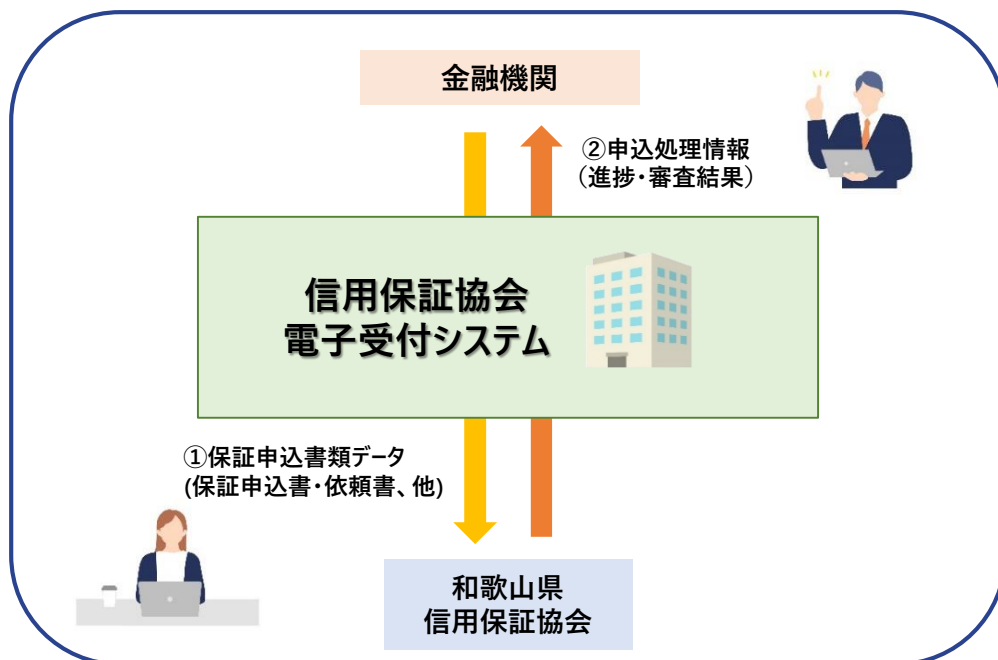 金融機関
②申込処理情報
（進捗・審査結果）
信用保証協会
電子受付システム
①保証申込書類データ
(保証申込書・依頼書、他)
和歌山県
信用保証協会